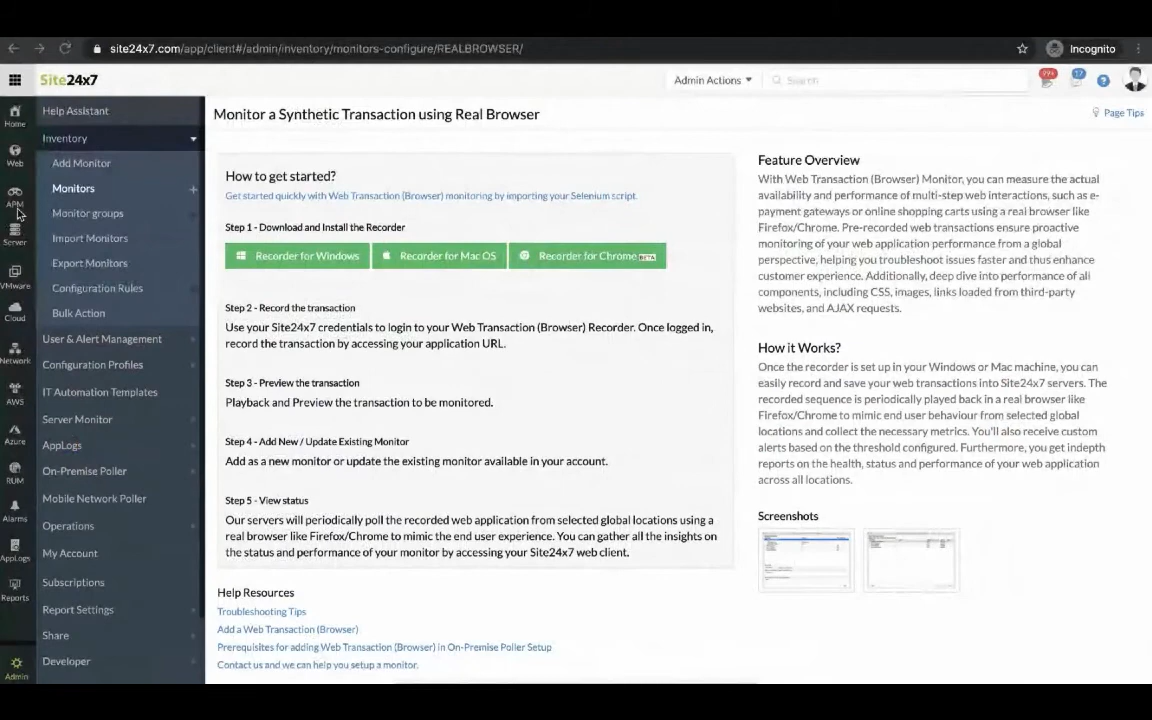 site24x7.com/app/client#/admin/inventory/monitors-configure/REALBROWSER/
Incognito
Site24x7
Admin Actions
Search
99+
17
Home
Web
APM
Server
VMware
Cloud
Network
AWS
Azure
RUM
Alarms
AppLogs
Reports
Admin
Help Assistant
Inventory
Add Monitor
Monitors
Monitor groups
Import Monitors
Export Monitors
Configuration Rules
Bulk Action
User & Alert Management
Configuration Profiles
IT Automation Templates
Server Monitor
AppLogs
On-Premise Poller
Mobile Network Poller
Operations
My Account
Subscriptions
Report Settings
Share
Developer
Monitor a Synthetic Transaction using Real Browser
Page Tips
How to get started?
Get started quickly with Web Transaction (Browser) monitoring by importing your Selenium script.
Step 1 - Download and Install the Recorder
Recorder for Windows
Recorder for Mac OS
Recorder for Chrome BETA
Step 2 - Record the transaction
Use your Site24x7 credentials to login to your Web Transaction (Browser) Recorder. Once logged in,
record the transaction by accessing your application URL.
Step 3 - Preview the transaction
Playback and Preview the transaction to be monitored.
Step 4 - Add New / Update Existing Monitor
Add as a new monitor or update the existing monitor available in your account.
Step 5 - View status
Our servers will periodically poll the recorded web application from selected global locations using a
real browser like Firefox/Chrome to mimic the end user experience. You can gather all the insights on
the status and performance of your monitor by accessing your Site24x7 web client.
Help Resources
Troubleshooting Tips
Add a Web Transaction (Browser)
Prerequisites for adding Web Transaction (Browser) in On-Premise Poller Setup
Contact us and we can help you setup a monitor.
Feature Overview
With Web Transaction (Browser) Monitor, you can measure the actual
availability and performance of multi-step web interactions, such as e-
payment gateways or online shopping carts using a real browser like
Firefox/Chrome. Pre-recorded web transactions ensure proactive
monitoring of your web application performance from a global
perspective, helping you troubleshoot issues faster and thus enhance
customer experience. Additionally, deep dive into performance of all
components, including CSS, images, links loaded from third-party
websites, and AJAX requests.
How it Works?
Once the recorder is set up in your Windows or Mac machine, you can
easily record and save your web transactions into Site24x7 servers. The
recorded sequence is periodically played back in a real browser like
Firefox/Chrome to mimic end user behaviour from selected global
locations and collect the necessary metrics. You'll also receive custom
alerts based on the threshold configured. Furthermore, you get indepth
reports on the health, status and performance of your web application
across all locations.
Screenshots